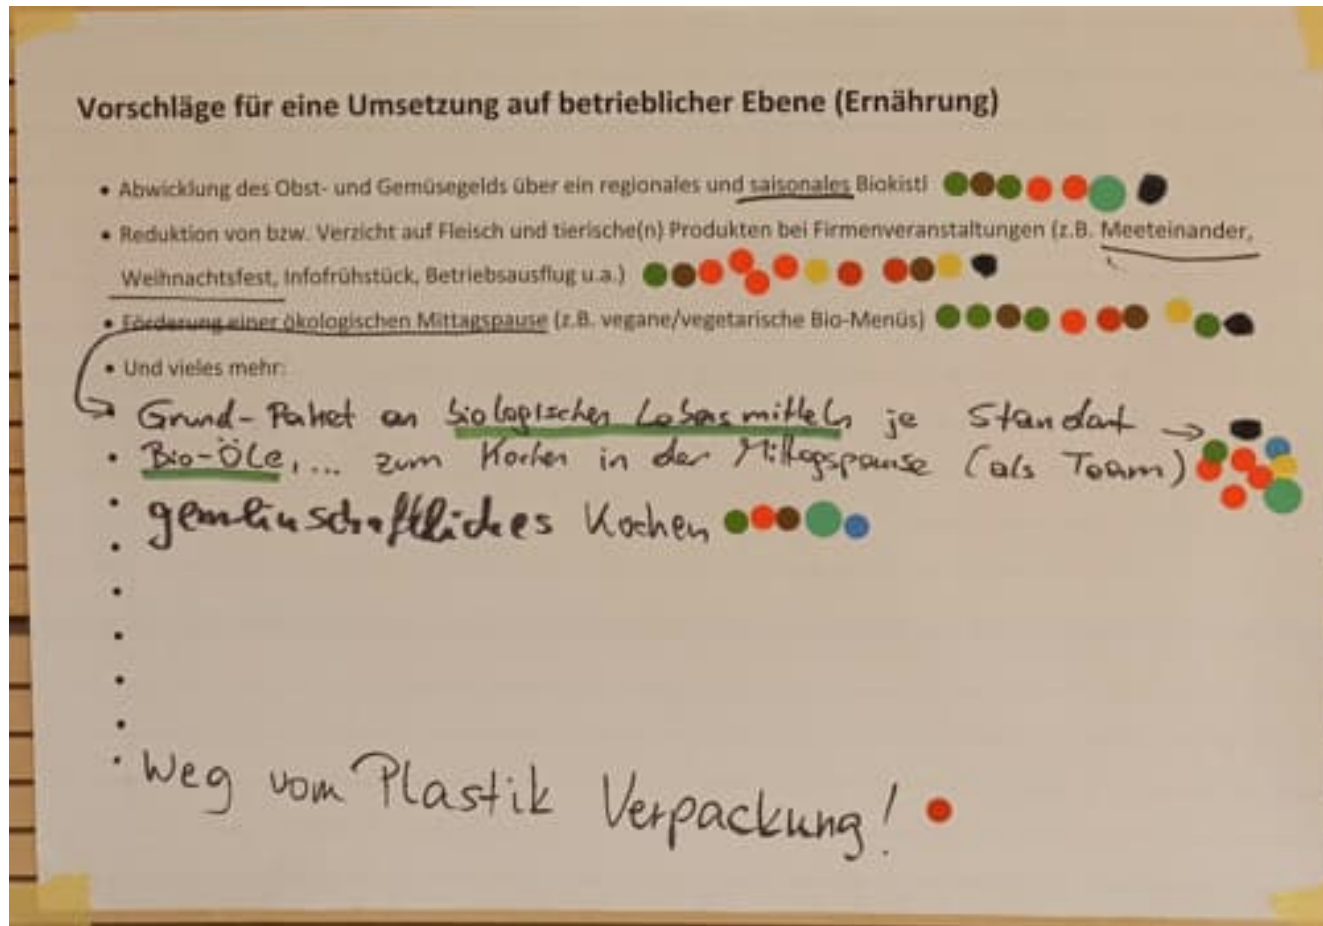 Vorschläge für eine Umsetzung auf betrieblicher Ebene (Ernährung)
• Abwicklung des Obst- und Gemüsegelds über ein regionales und saisonales Biokistl
• Reduktion von bzw. Verzicht auf Fleisch und tierische(n) Produkten bei Firmenveranstaltungen (z.B. Meeteinander,
Weihnachtsfest, Infofrühstück, Betriebsausflug u.a.)
• Förderung einer ökologischen Mittagspause (z.B. vegane/vegetarische Bio-Menüs)
• Und vieles mehr:
Grund-Paket an biologischen Lebensmitteln je Standort →
• Bio-Öle, ... zum Kochen in der Mittagspause (als Team)
• gemeinschaftliches Kochen
•
•
•
•
•
• Weg vom Plastik Verpackung!